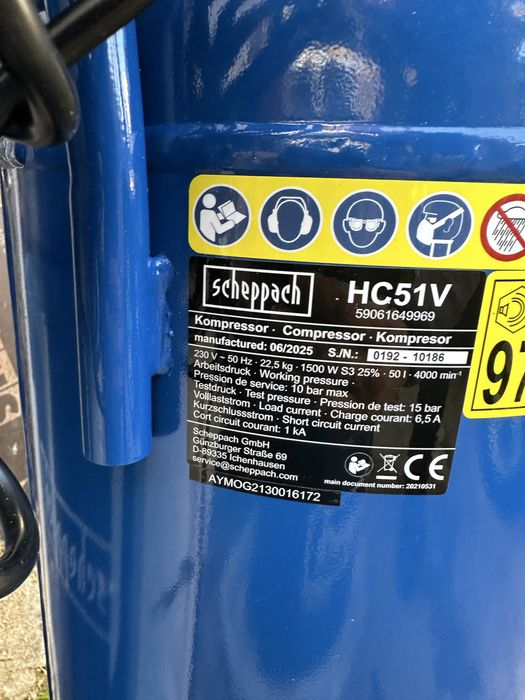 scheppach
HC51V
59061649969
Kompressor · Compressor · Kompresor
manufactured: 06/2025 S./N.: 0192 - 10186
230 V ~ 50 Hz · 22,5 kg · 1500 W S3 25% · 50 l · 4000 min⁻¹
Arbeitsdruck · Working pressure ·
Pression de service: 10 bar max
Testdruck · Test pressure · Pression de test: 15 bar
Volllaststrom · Load current · Charge courant: 6,5 A
Kurzschlussstrom · Short circuit current
Cort circuit courant: 1 kA
Scheppach GmbH
Günzburger Straße 69
D-89335 Ichenhausen
service@scheppach.com
CE
main document number: 20210531
AYMOG2130016172
97